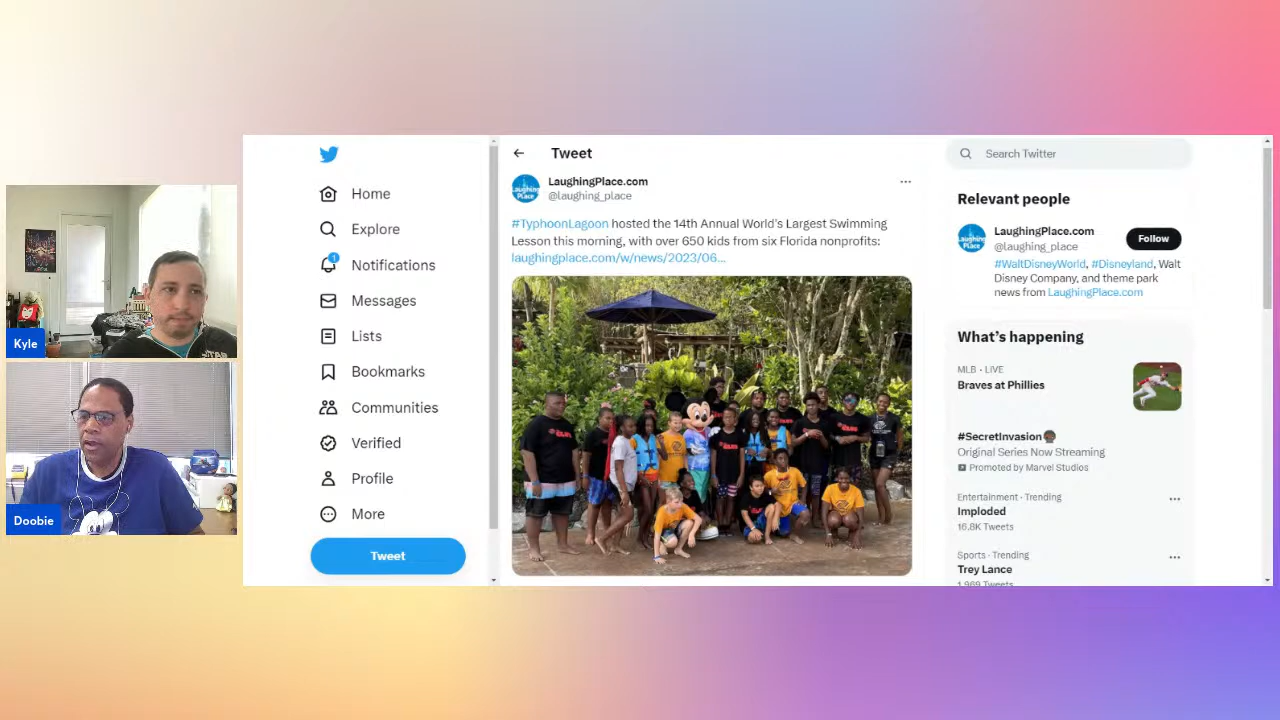 Kyle
Doobie
Home
Explore
1
Notifications
Messages
Lists
Bookmarks
Communities
Verified
Profile
More
Tweet
Tweet
LaughingPlace.com
@laughing_place
#TyphoonLagoon hosted the 14th Annual World's Largest Swimming
Lesson this morning, with over 650 kids from six Florida nonprofits:
laughingplace.com/w/news/2023/06...
Search Twitter
Relevant people
LaughingPlace.com
@laughing_place
Follow
#WaltDisneyWorld, #Disneyland, Walt
Disney Company, and theme park
news from LaughingPlace.com
What's happening
MLB · LIVE
Braves at Phillies
#SecretInvasion
Original Series Now Streaming
Promoted by Marvel Studios
Entertainment · Trending
Imploded
16.8K Tweets
Sports · Trending
Trey Lance
1,969 Tweets